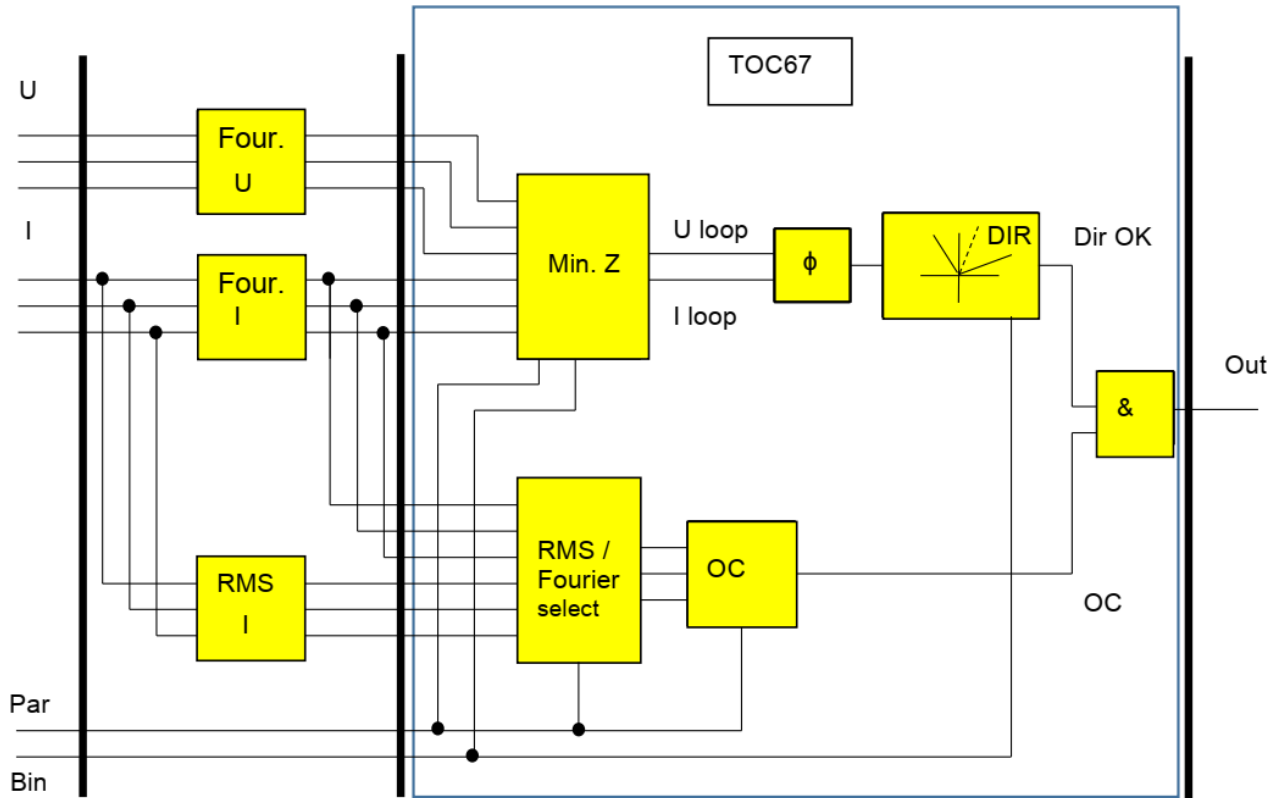 TOC67
U
Four.
U
I
Four.
I
Min. Z
U loop
I loop
ϕ
DIR
Dir OK
&
Out
RMS
I
RMS /
Fourier
select
OC
OC
Par
Bin